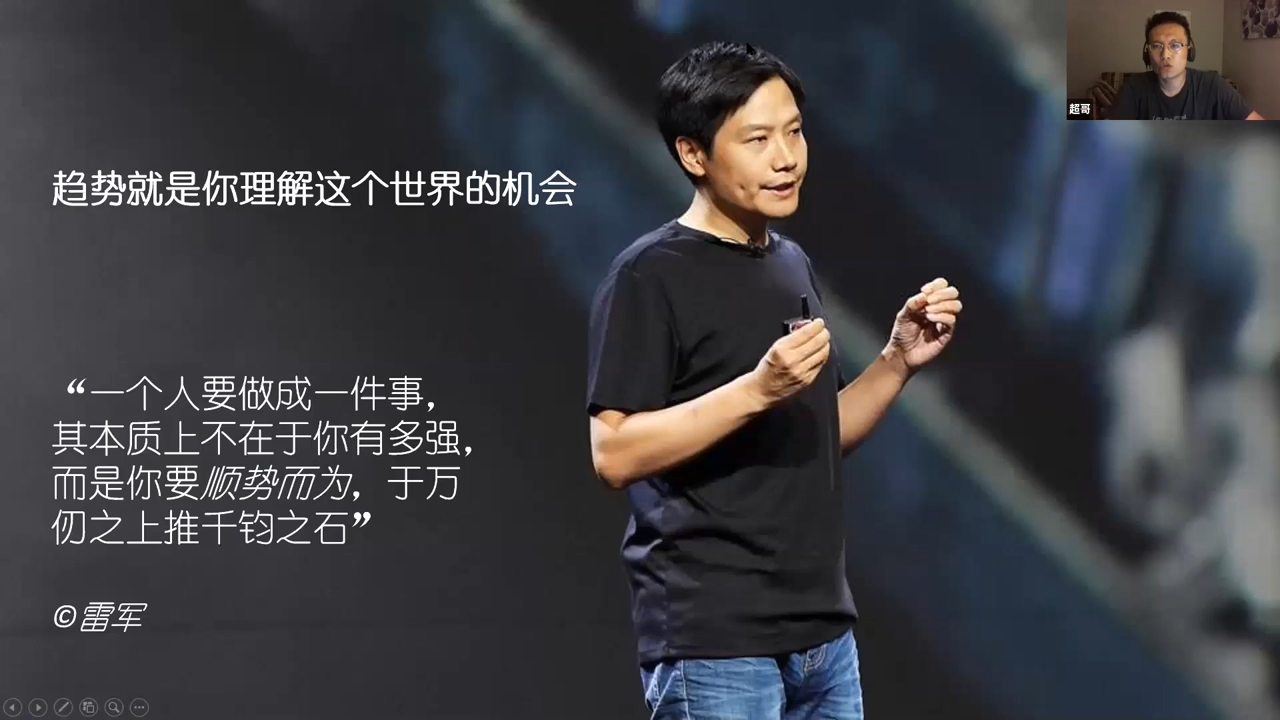 趋势就是你理解这个世界的机会
“一个人要做成一件事，
其本质上不在于你有多强，
而是你要顺势而为，于万
仞之上推千钧之石”
©雷军
超哥